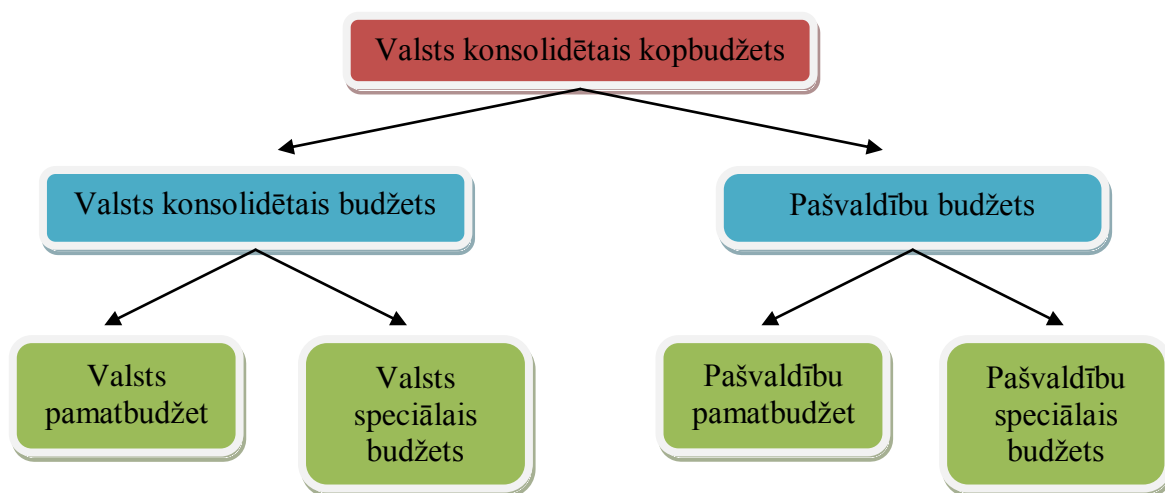 Valsts konsolidētais kopbudžets
Valsts konsolidētais budžets
Pašvaldību budžets
Valsts
pamatbudžet
Valsts
speciālais
budžets
Pašvaldību
pamatbudžet
Pašvaldību
speciālais
budžets